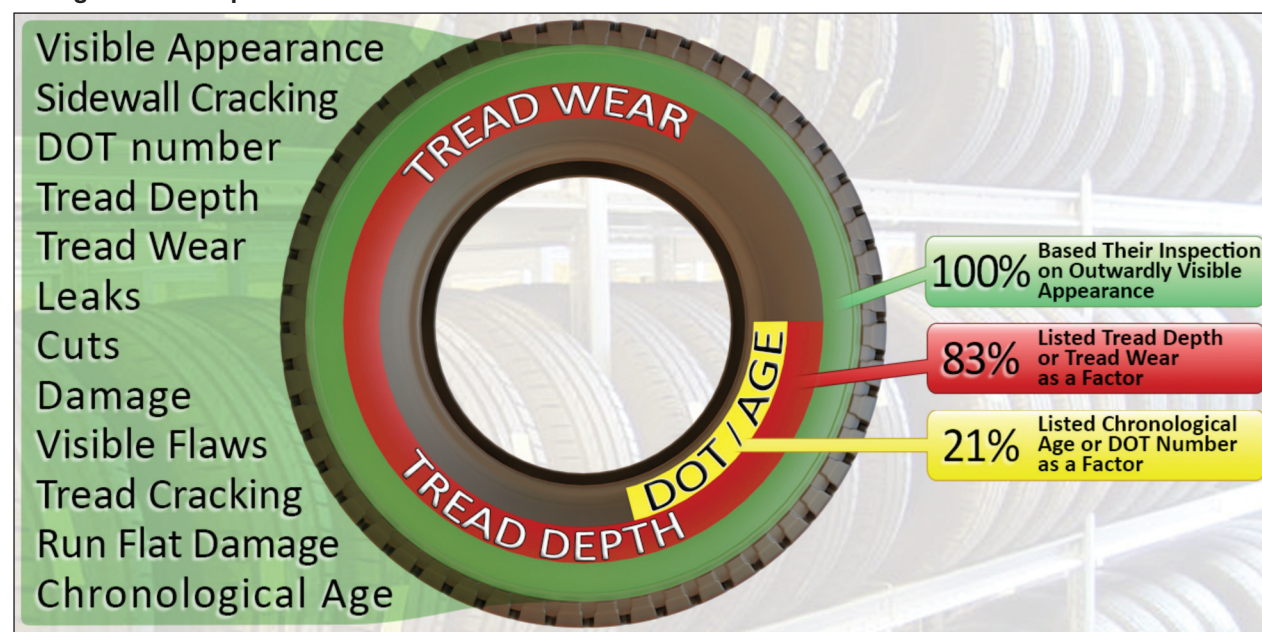 Visible Appearance
Sidewall Cracking
DOT number
Tread Depth
Tread Wear
Leaks
Cuts
Damage
Visible Flaws
Tread Cracking
Run Flat Damage
Chronological Age
TREAD WEAR
TREAD DEPTH
DOT / AGE
100%
Based Their Inspection
on Outwardly Visible
Appearance
83%
Listed Tread Depth
or Tread Wear
as a Factor
21%
Listed Chronological
Age or DOT Number
as a Factor